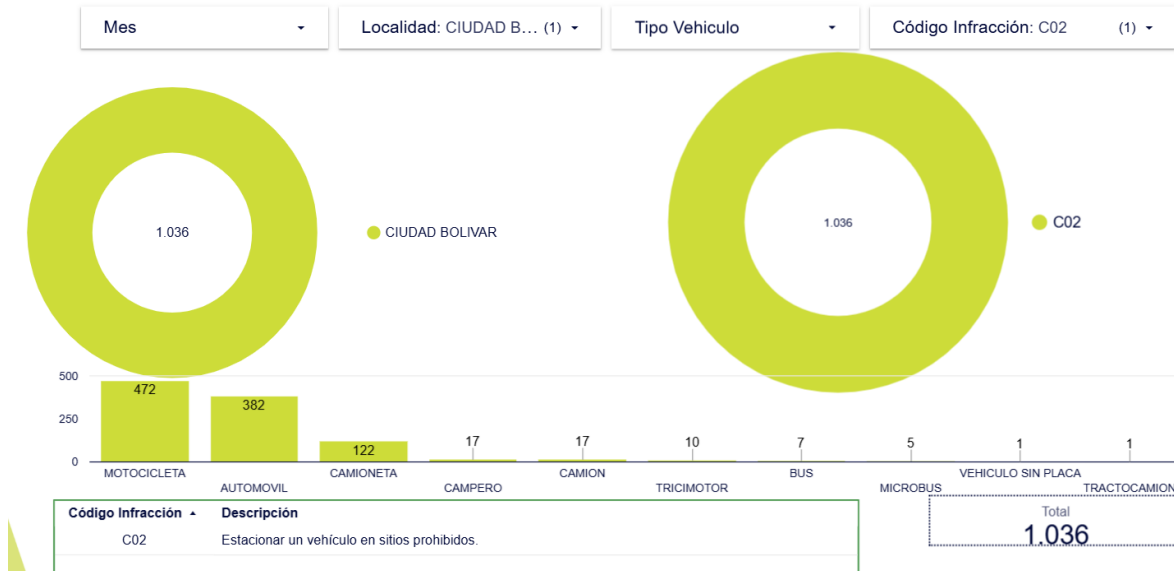 Mes
Localidad: CIUDAD B... (1)
Tipo Vehiculo
Código Infracción: C02 (1)
1.036
CIUDAD BOLIVAR
1.036
C02
500
250
0
472
382
122
17
17
10
7
5
1
1
MOTOCICLETA
AUTOMOVIL
CAMIONETA
CAMPERO
CAMION
TRICIMOTOR
BUS
MICROBUS
VEHICULO SIN PLACA
TRACTOCAMION
Código Infracción Descripción
C02 Estacionar un vehículo en sitios prohibidos.
Total
1.036